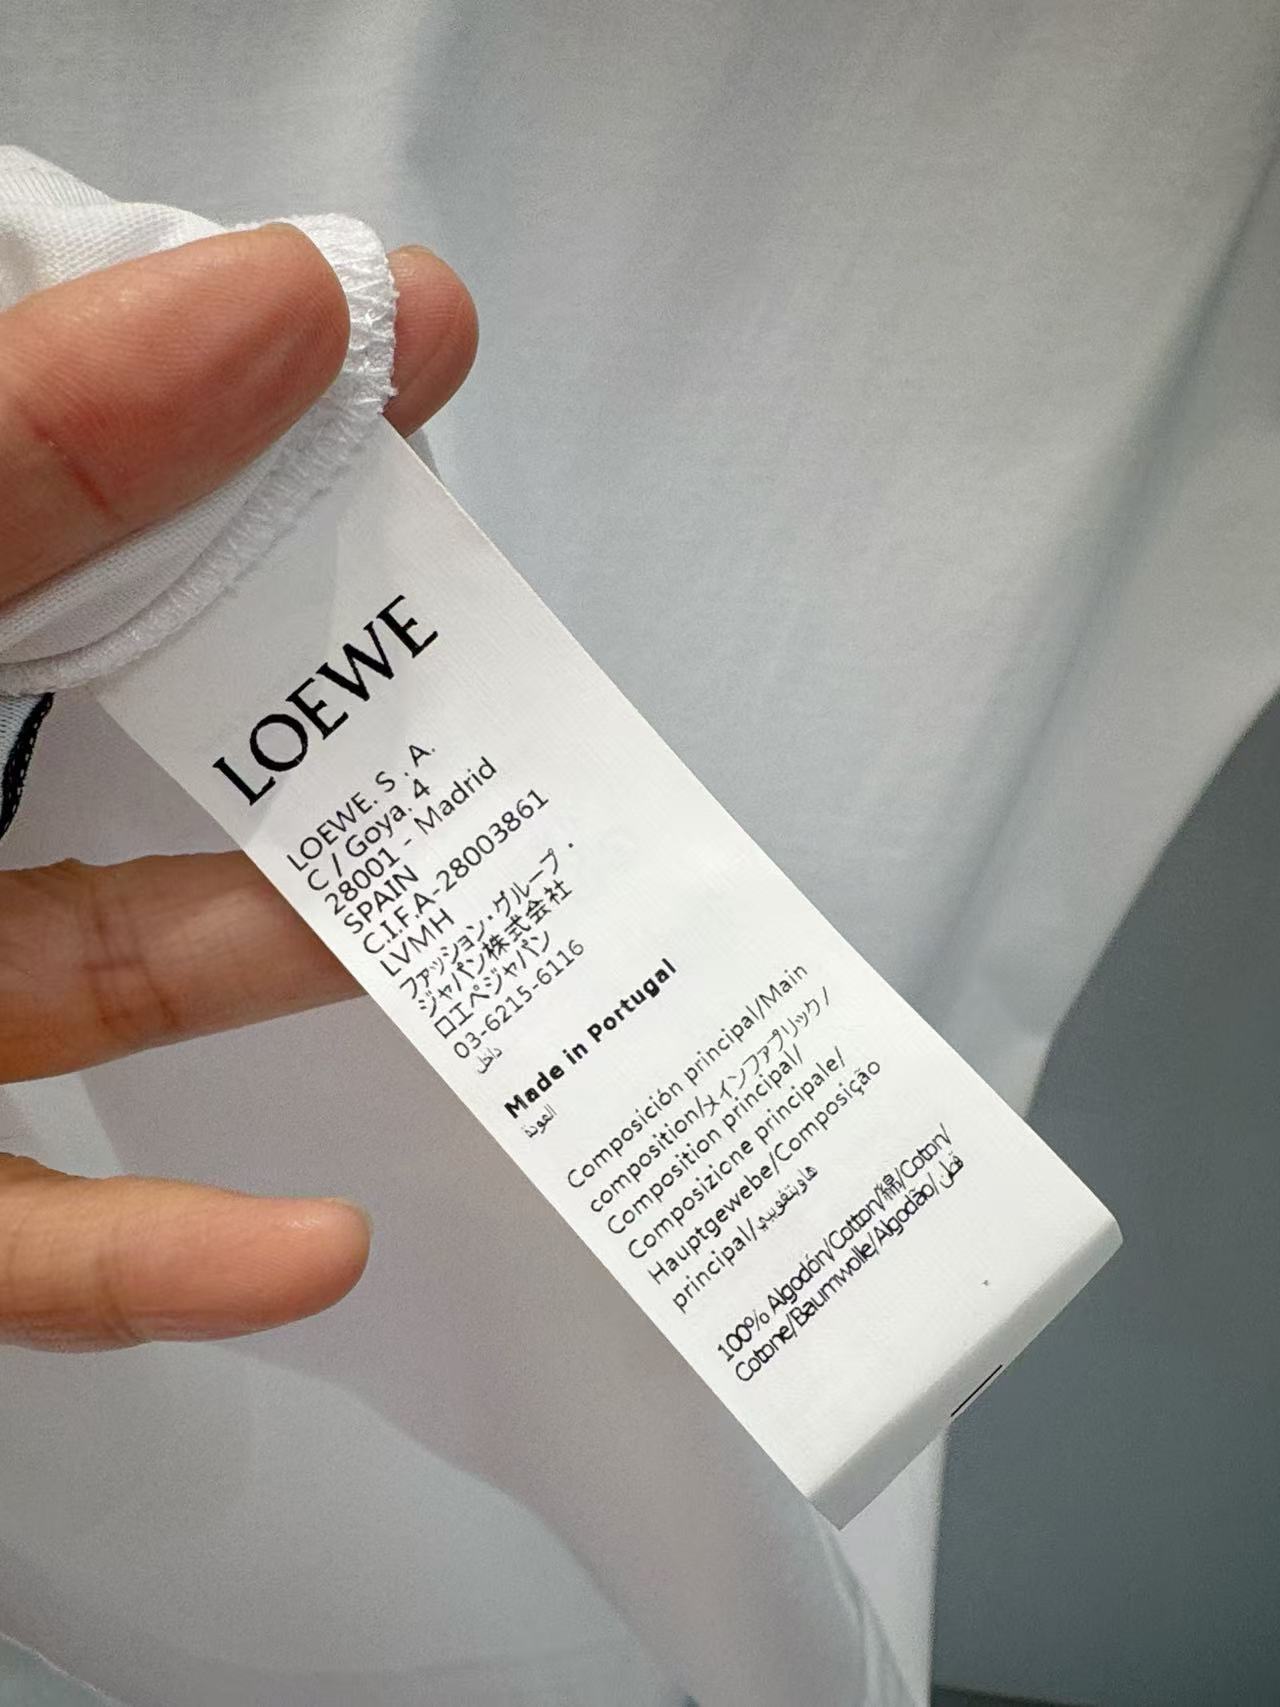 LOEWE
LOEWE. S . A.
C / Goya. 4
28001 - Madrid
SPAIN
C.I.F.A-28003861
LVMH
ファッション・グループ・
ジャパン株式会社
ロエベジャパン
03-6215-6116
داخل
Made in Portugal
العودة
Composición principal/Main
composition/メインファブリック/
Composition principal/
Composizione principale/
Hauptgewebe/Composição
principal/
100% Algodón/Cotton/綿/Coton/
Cotone/Baumwolle/Algodão/